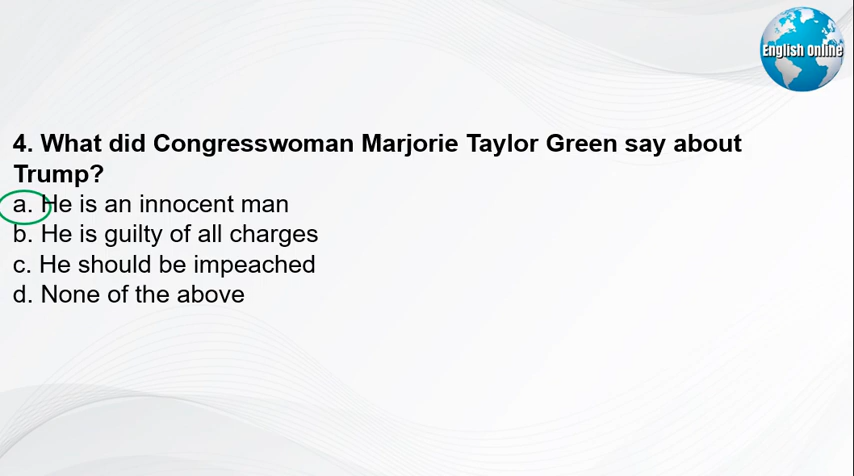 English Online
4. What did Congresswoman Marjorie Taylor Green say about
Trump?
a. He is an innocent man
b. He is guilty of all charges
c. He should be impeached
d. None of the above